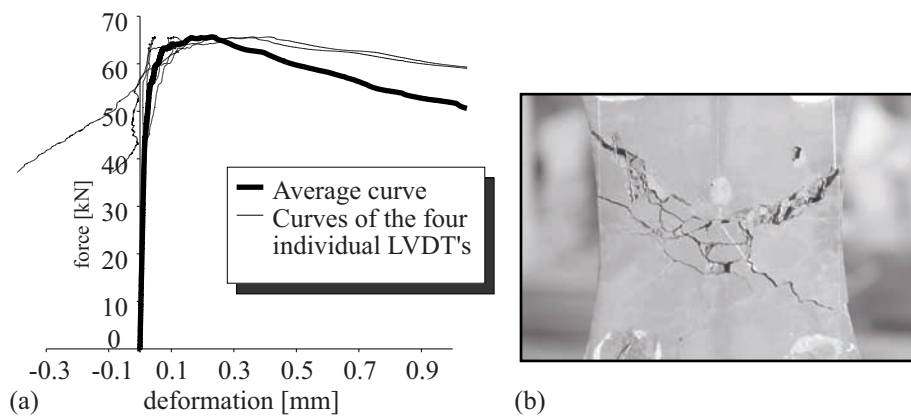 70
60
50
40
30
20
10
0
force [kN]
Average curve
Curves of the four
individual LVDT's
-0.3 -0.1 0.1 0.3 0.5 0.7 0.9
(a) deformation [mm] (b)